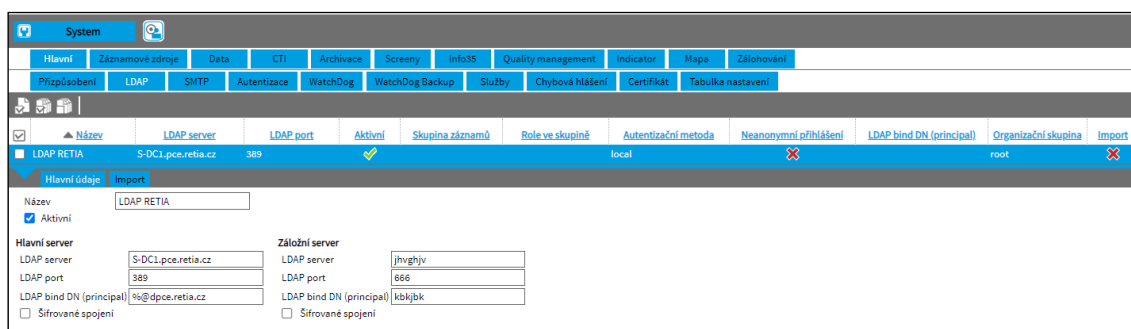 System
Hlavní Záznamové zdroje Data CTI Archivace Screeny Info35 Quality management Indicator Mapa Zálohování
Přizpůsobení LDAP SMTP Autentizace WatchDog WatchDog Backup Služby Chybová hlášení Certifikát Tabulka nastavení
Název LDAP server LDAP port Aktivní Skupina záznamů Role ve skupině Autentizační metoda Neanonymní přihlášení LDAP bind DN (principal) Organizační skupina Import
LDAP RETIA S-DC1.pce.retia.cz 389 local root
Hlavní údaje Import
Název LDAP RETIA
Aktivní
Hlavní server Záložní server
LDAP server S-DC1.pce.retia.cz LDAP server jhvghjv
LDAP port 389 LDAP port 666
LDAP bind DN (principal) %@dpce.retia.cz LDAP bind DN (principal) kbkjbk
Šifrované spojení Šifrované spojení